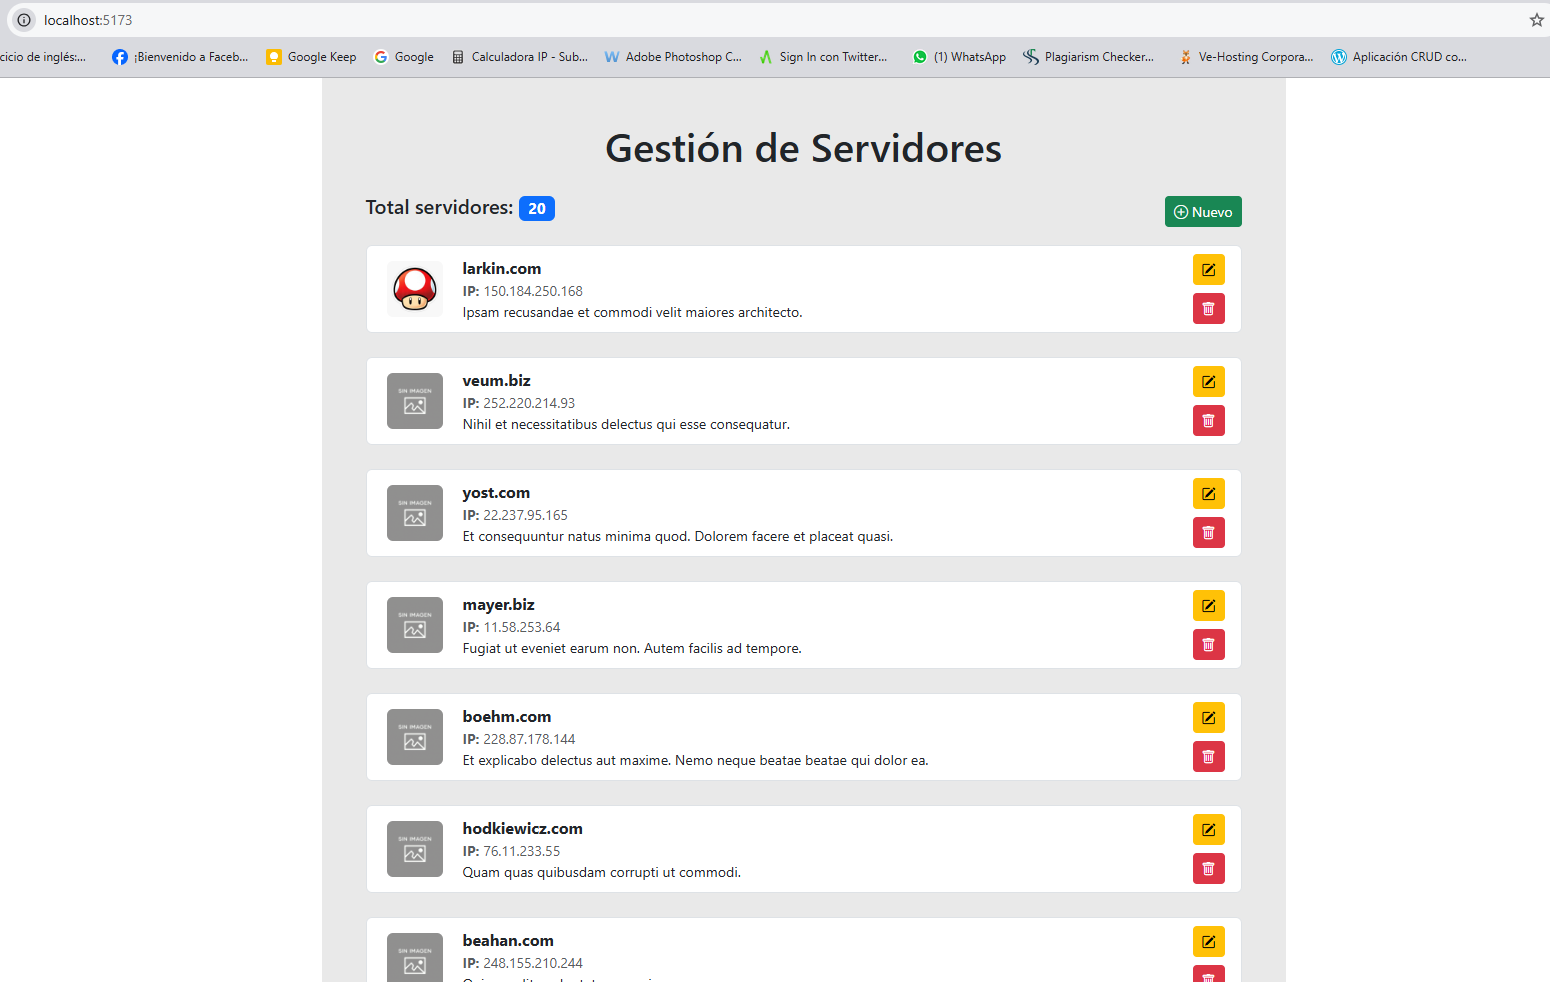 localhost:5173
cicio de inglés:...
¡Bienvenido a Faceb...
Google Keep
Google
Calculadora IP - Sub...
Adobe Photoshop C...
Sign In con Twitter...
(1) WhatsApp
Plagiarism Checker...
Ve-Hosting Corpora...
Aplicación CRUD co...
Gestión de Servidores
Total servidores: 20
Nuevo
larkin.com
IP: 150.184.250.168
Ipsam recusandae et commodi velit maiores architecto.
SIN IMAGEN
veum.biz
IP: 252.220.214.93
Nihil et necessitatibus delectus qui esse consequatur.
SIN IMAGEN
yost.com
IP: 22.237.95.165
Et consequuntur natus minima quod. Dolorem facere et placeat quasi.
SIN IMAGEN
mayer.biz
IP: 11.58.253.64
Fugiat ut eveniet earum non. Autem facilis ad tempore.
SIN IMAGEN
boehm.com
IP: 228.87.178.144
Et explicabo delectus aut maxime. Nemo neque beatae beatae qui dolor ea.
SIN IMAGEN
hodkiewicz.com
IP: 76.11.233.55
Quam quas quibusdam corrupti ut commodi.
SIN IMAGEN
beahan.com
IP: 248.155.210.244